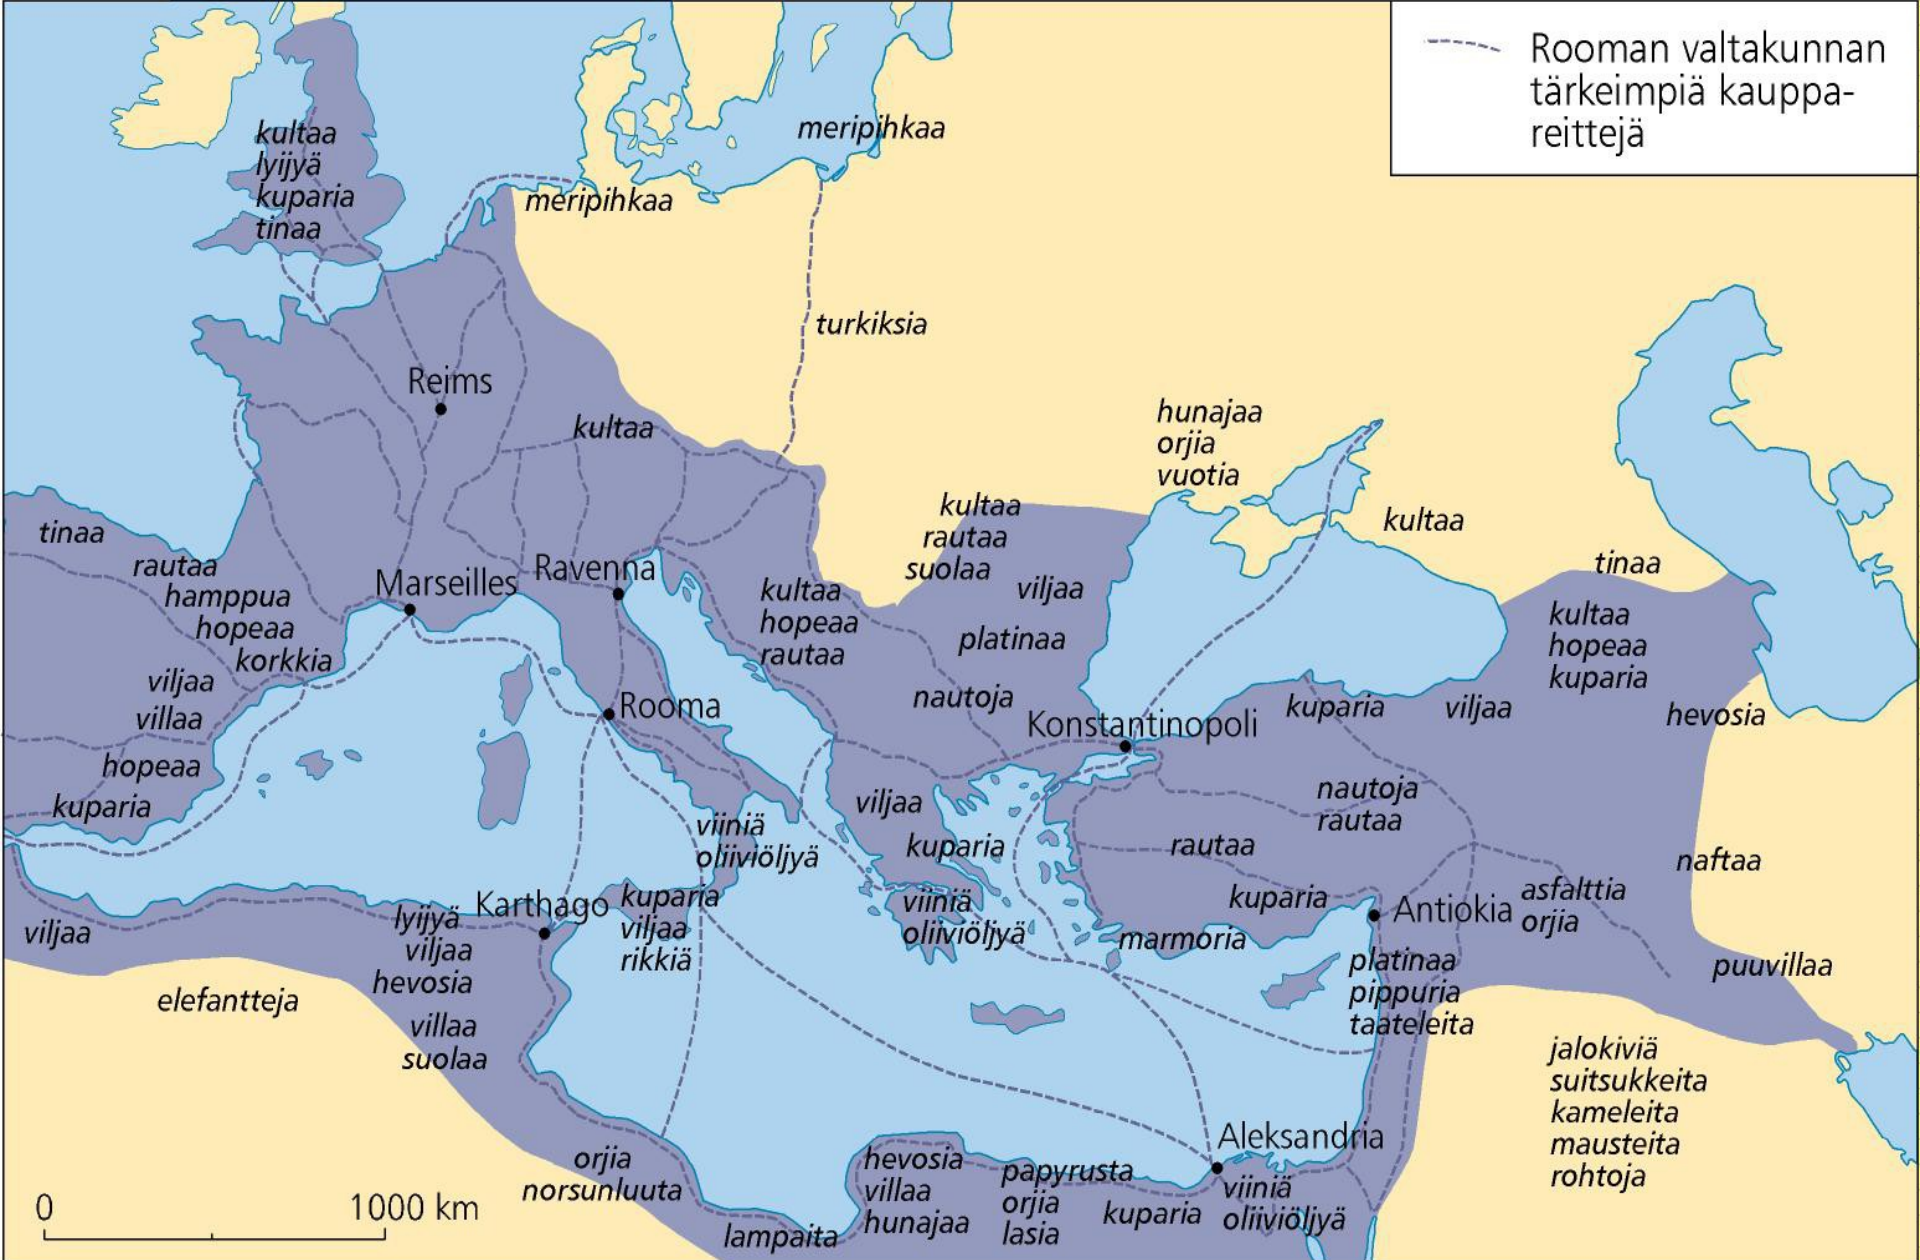 Rooman valtakunnan
tärkeimpiä kauppa-
reittejä
kultaa
lyijyä
kuparia
tinaa
meripihkaa
meripihkaa
turkiksia
Reims
kultaa
hunajaa
orjia
vuotia
kultaa
tinaa
kultaa
rautaa
suolaa
viljaa
platinaa
nautoja
tinaa
rautaa
hamppua
hopeaa
korkkia
viljaa
villaa
hopeaa
kuparia
Marseilles
Ravenna
kultaa
hopeaa
rautaa
kultaa
hopeaa
kuparia
hevosia
Rooma
Konstantinopoli
kuparia
viljaa
nautoja
rautaa
viljaa
kuparia
rautaa
kuparia
viiniä
oliiviöljyä
naftaa
asfalttia
orjia
Antiokia
viljaa
lyijyä
viljaa
hevosia
Karthago
kuparia
viljaa
rikkiä
viiniä
oliiviöljyä
marmoria
platinaa
pippuria
taateleita
puuvillaa
elefantteja
villaa
suolaa
jalokiviä
suitsukkeita
kameleita
mausteita
rohtoja
orjia
norsunluuta
lampaita
hevosia
villaa
hunajaa
papyrusta
orjia
lasia
kuparia
Aleksandria
viiniä
oliiviöljyä
0 1000 km